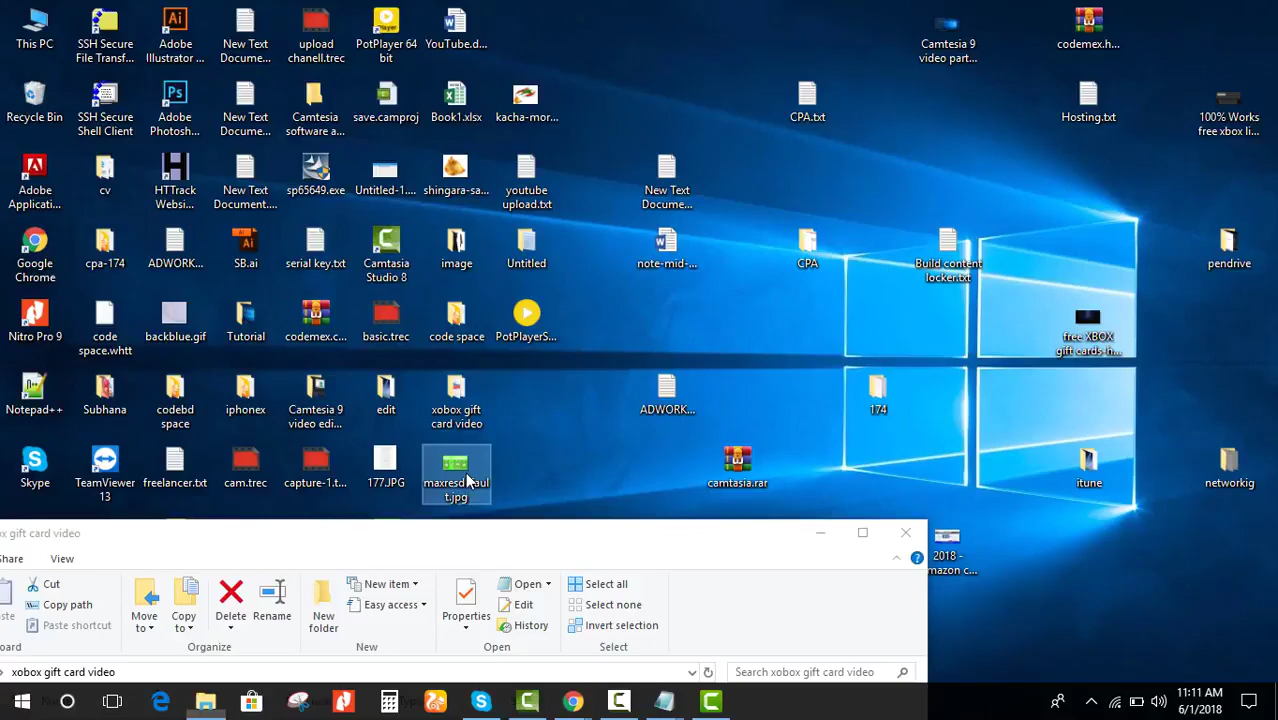 This PC
SSH Secure
File Transf...
Adobe
Illustrator ...
New Text
Docume...
upload
chanell.trec
PotPlayer 64
bit
YouTube.d...
Camtesia 9
video part...
codemex.h...
Recycle Bin
SSH Secure
Shell Client
Adobe
Photosh...
New Text
Docume...
Camtesia
software a...
save.camproj
Book1.xlsx
kacha-mor...
CPA.txt
Hosting.txt
100% Works
free xbox li...
Adobe
Applicati...
cv
HTTrack
Websi...
New Text
Document....
sp65649.exe
Untitled-1....
shingara-sa...
youtube
upload.txt
New Text
Docume...
Google
Chrome
cpa-174
ADWORK...
SB.ai
serial key.txt
Camtasia
Studio 8
image
Untitled
note-mid-...
CPA
Build content
locker.txt
pendrive
Nitro Pro 9
code
space.whtt
backblue.gif
Tutorial
codemex.c...
basic.trec
code space
PotPlayerS...
free XBOX
gift cards-h...
Notepad++
Subhana
codebd
space
iphonex
Camtesia 9
video edi...
edit
xobox gift
card video
ADWORK...
174
Skype
TeamViewer
13
freelancer.txt
cam.trec
capture-1.t...
177.JPG
t.jpg
camtasia.rar
itune
networkig
2018 -
mazon c...
ox gift card video
Share
View
Cut
Copy path
Paste shortcut
Move
to
Copy
to
Delete
Rename
New
folder
New item
Easy access
Properties
Open
Edit
History
Select all
Select none
Invert selection
oard
Organize
New
Open
Select
xobox gift card video
Search xobox gift card video
11:11 AM
6/1/2018